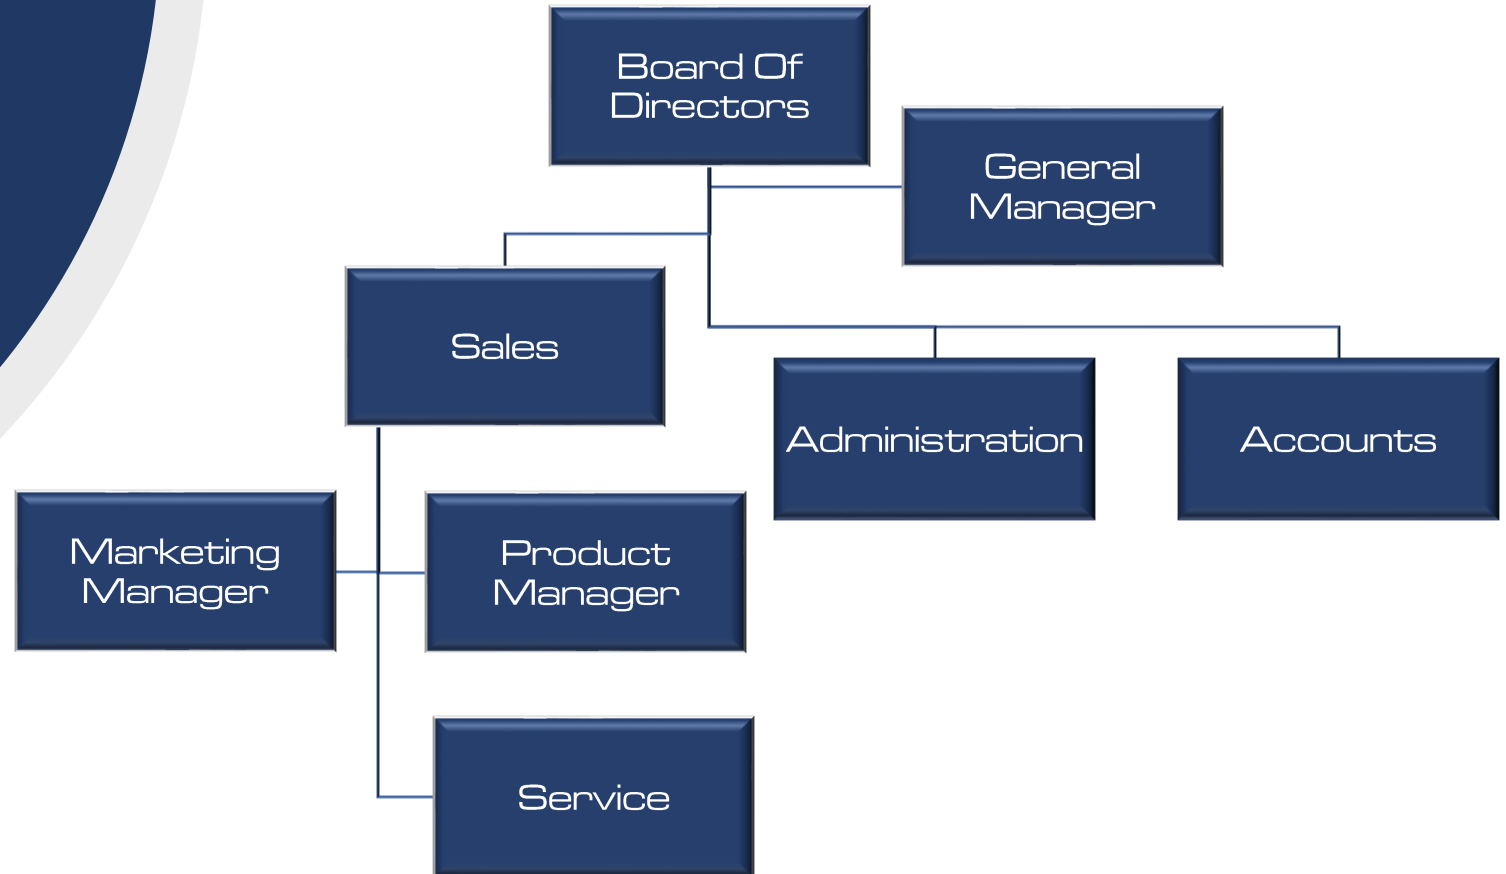 Board Of
Directors
General
Manager
Sales
Administration
Accounts
Marketing
Manager
Product
Manager
Service